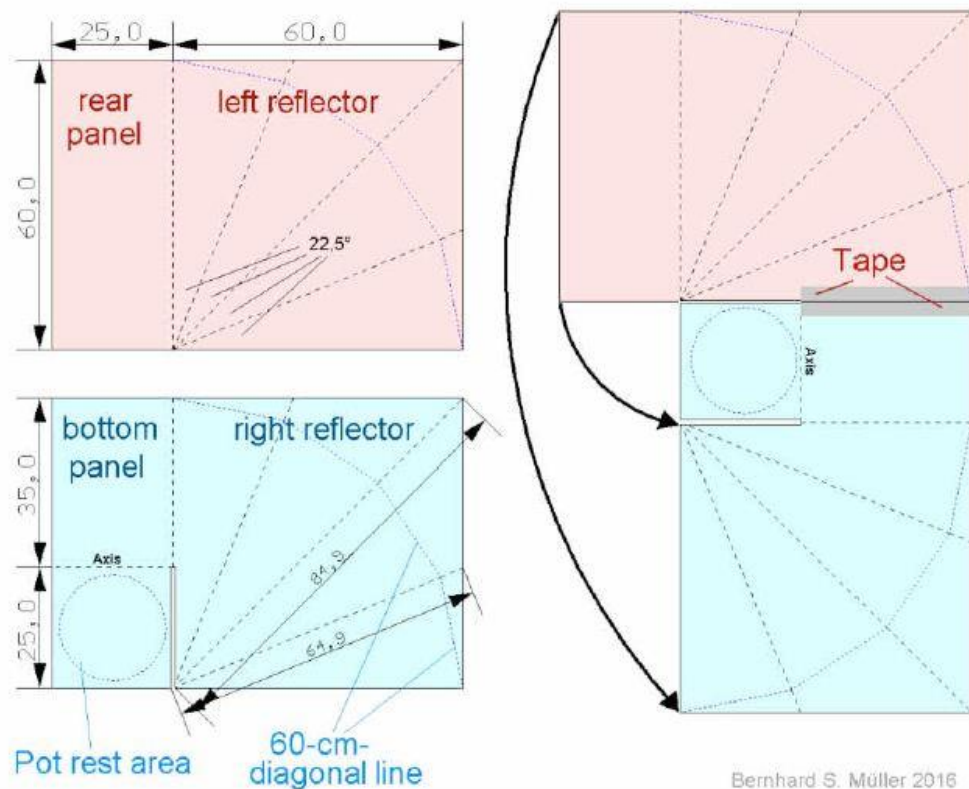 25,0
60,0
rear
panel
left reflector
60,0
22,5°
bottom
panel
right reflector
35,0
Axis
25,0
84,9
64,9
Pot rest area
60-cm-
diagonal line
Tape
Axis
Bernhard S. Müller 2016